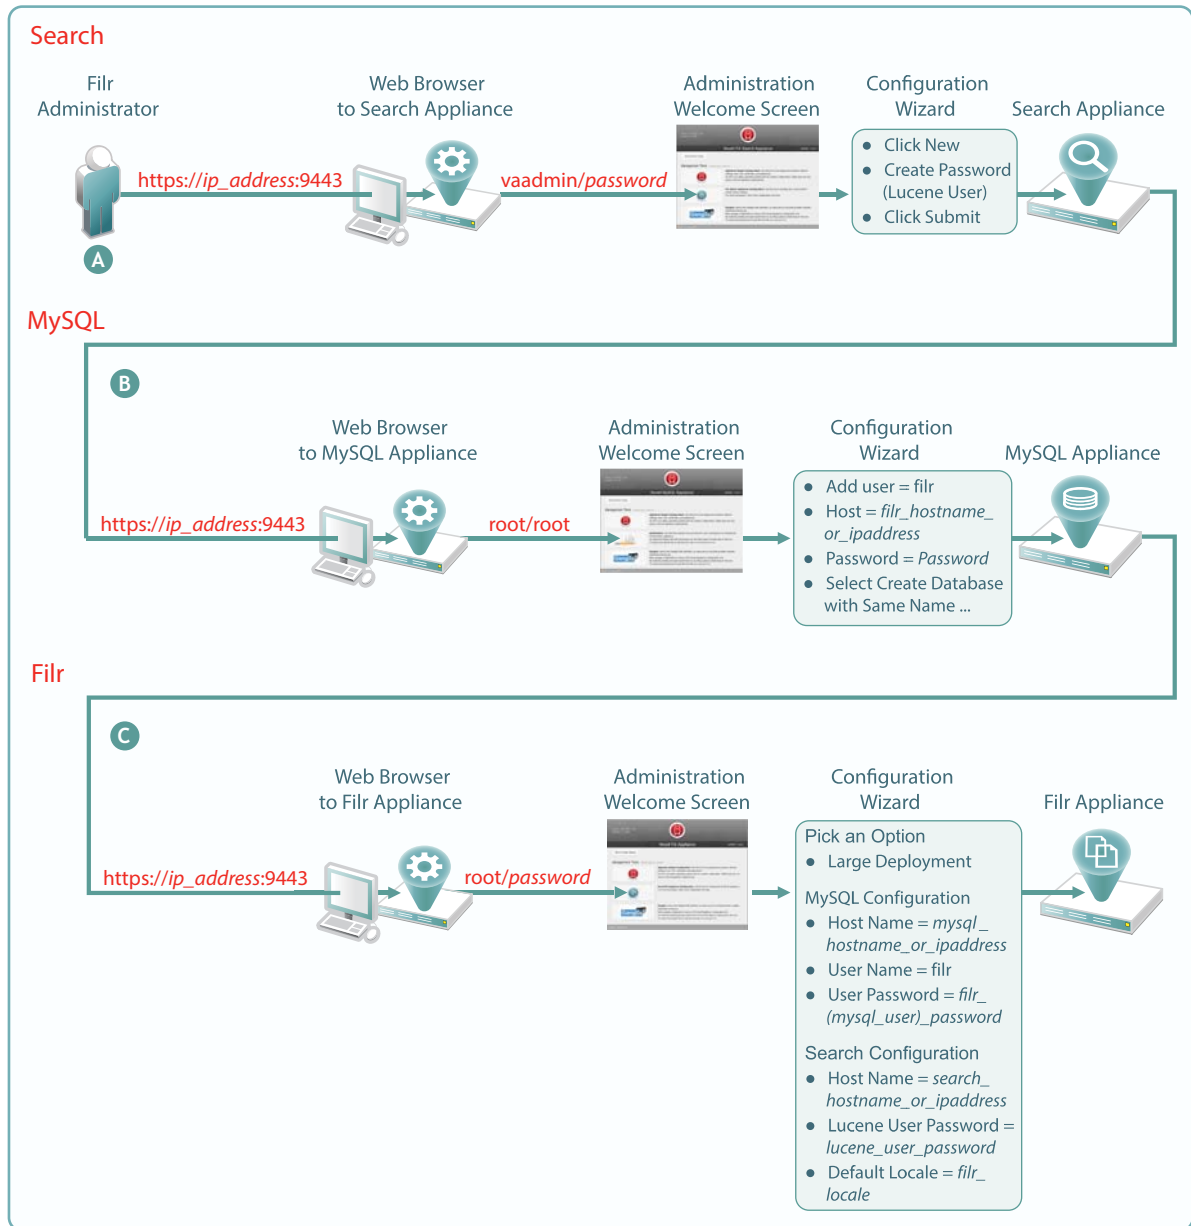 Search
Filr
Administrator
Web Browser
to Search Appliance
Administration
Welcome Screen
Configuration
Wizard
Search Appliance
https://ip_address:9443
vaadmin/password
● Click New
● Create Password
(Lucene User)
● Click Submit
A
MySQL
B
Web Browser
to MySQL Appliance
Administration
Welcome Screen
Configuration
Wizard
MySQL Appliance
https://ip_address:9443
root/root
● Add user = filr
● Host = filr_hostname_
or_ipaddress
● Password = Password
● Select Create Database
with Same Name ...
Filr
C
Web Browser
to Filr Appliance
Administration
Welcome Screen
Configuration
Wizard
Filr Appliance
https://ip_address:9443
root/password
Pick an Option
● Large Deployment
MySQL Configuration
● Host Name = mysql_
hostname_or_ipaddress
● User Name = filr
● User Password = filr_
(mysql_user)_password
Search Configuration
● Host Name = search_
hostname_or_ipaddress
● Lucene User Password =
lucene_user_password
● Default Locale = filr_
locale